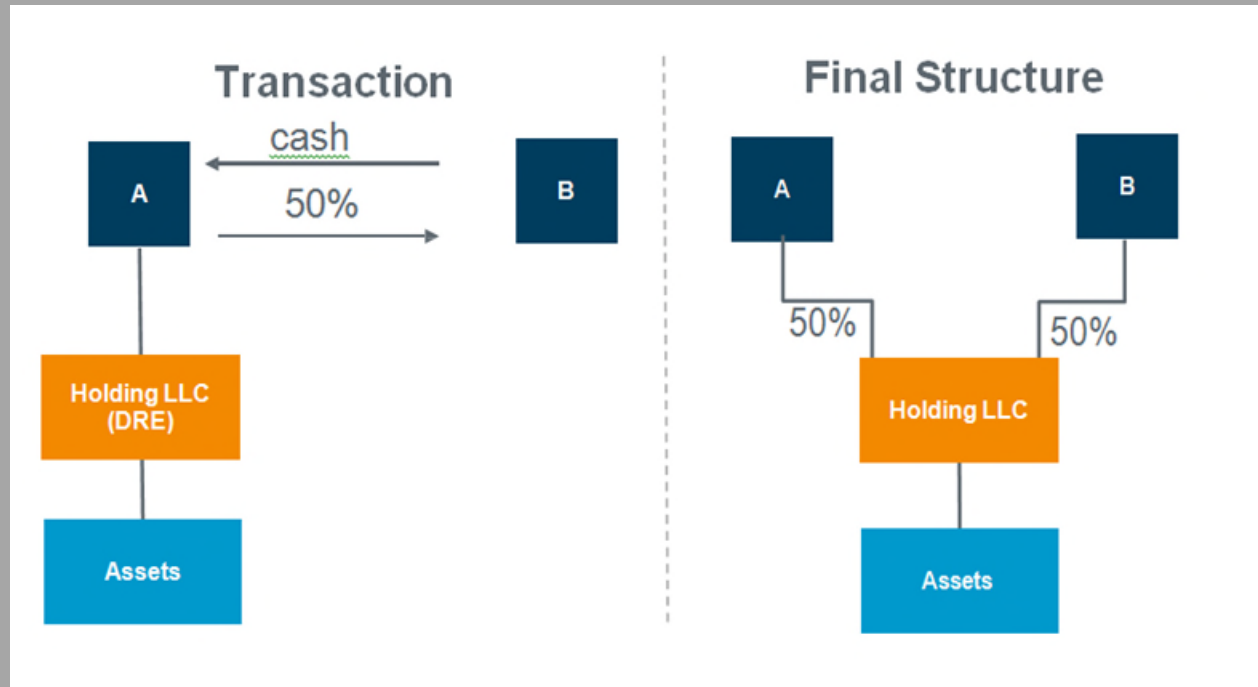 Transaction
cash
50%
A
B
Holding LLC
(DRE)
Assets
Final Structure
A
B
50%
50%
Holding LLC
Assets